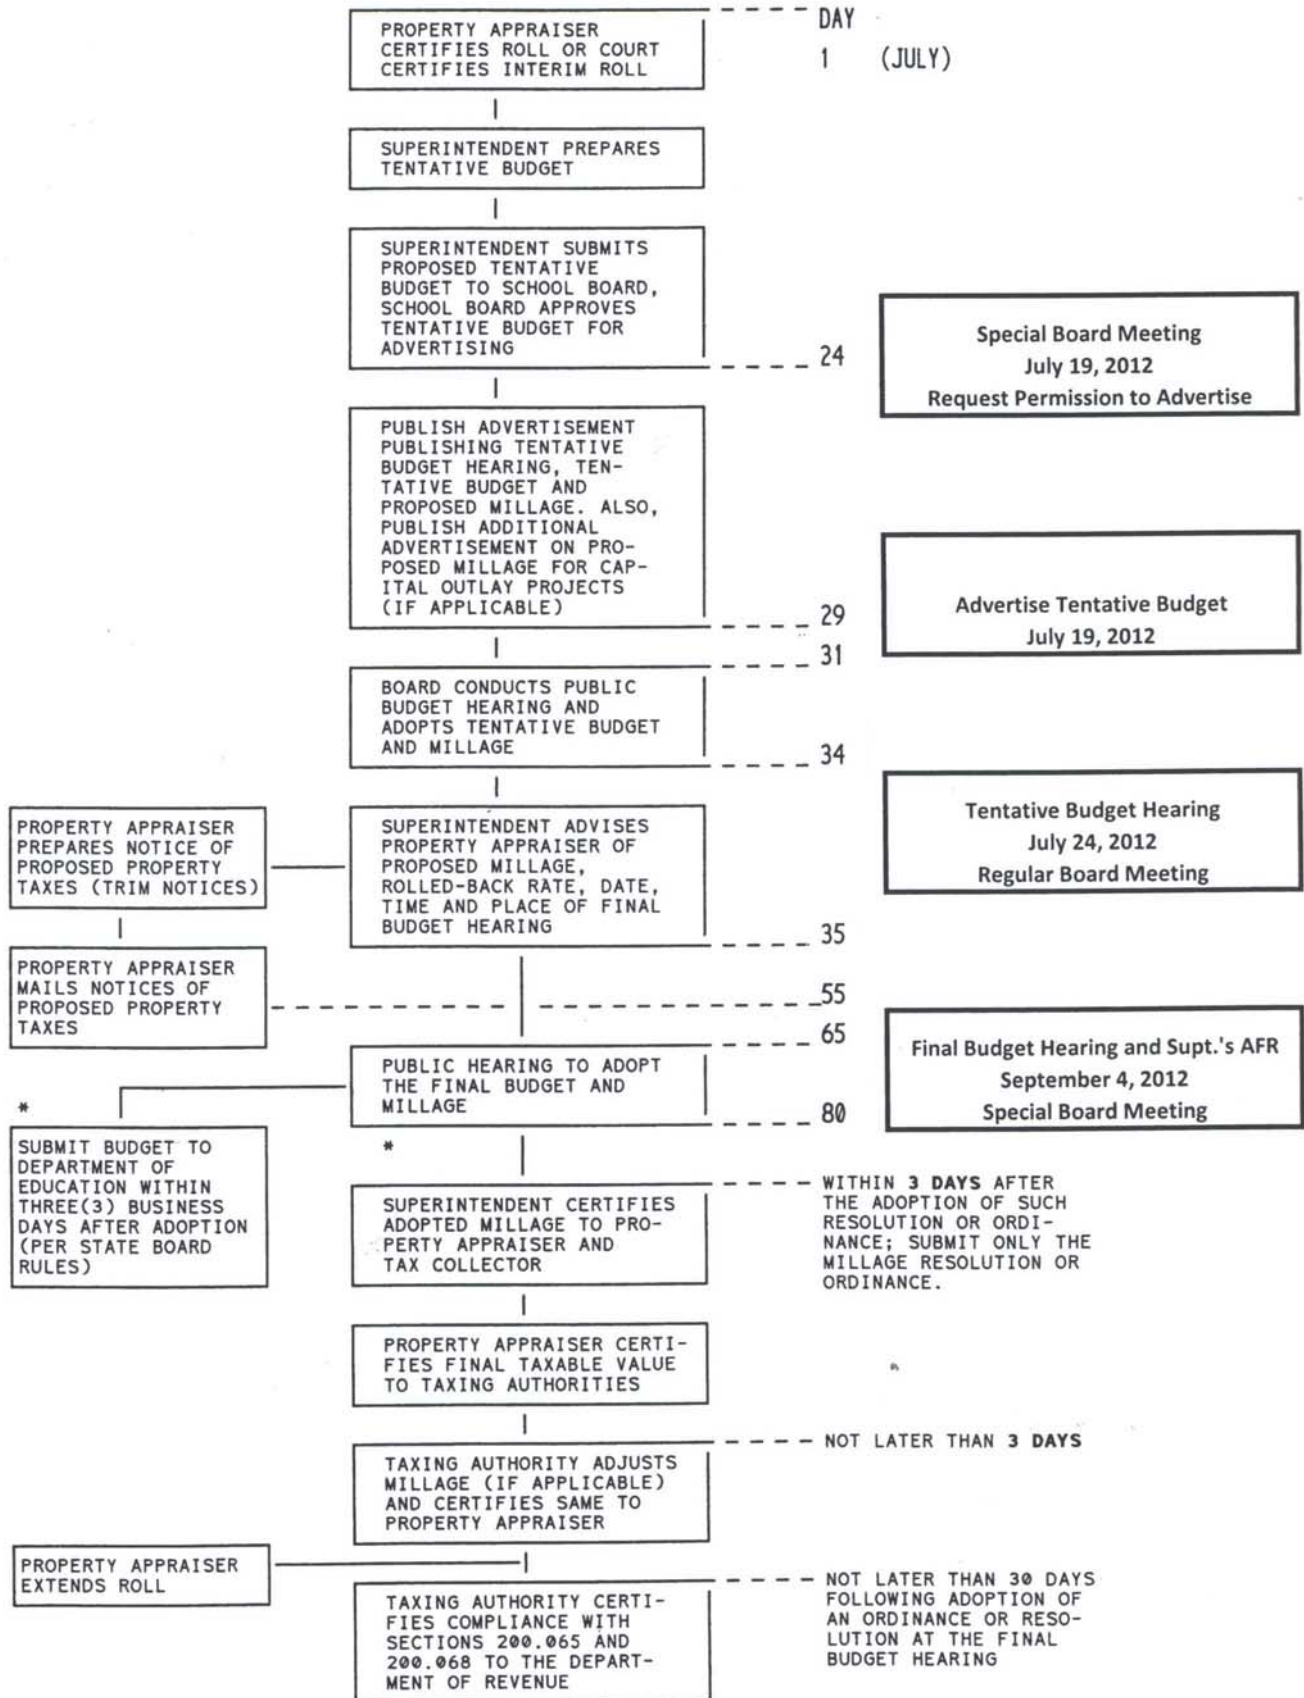 DAY
PROPERTY APPRAISER
CERTIFIES ROLL OR COURT
CERTIFIES INTERIM ROLL
1 (JULY)
SUPERINTENDENT PREPARES
TENTATIVE BUDGET
SUPERINTENDENT SUBMITS
PROPOSED TENTATIVE
BUDGET TO SCHOOL BOARD,
SCHOOL BOARD APPROVES
TENTATIVE BUDGET FOR
ADVERTISING
24
Special Board Meeting
July 19, 2012
Request Permission to Advertise
PUBLISH ADVERTISEMENT
PUBLISHING TENTATIVE
BUDGET HEARING, TEN-
TATIVE BUDGET AND
PROPOSED MILLAGE. ALSO,
PUBLISH ADDITIONAL
ADVERTISEMENT ON PRO-
POSED MILLAGE FOR CAP-
ITAL OUTLAY PROJECTS
(IF APPLICABLE)
29
Advertise Tentative Budget
July 19, 2012
31
BOARD CONDUCTS PUBLIC
BUDGET HEARING AND
ADOPTS TENTATIVE BUDGET
AND MILLAGE
34
Tentative Budget Hearing
July 24, 2012
Regular Board Meeting
PROPERTY APPRAISER
PREPARES NOTICE OF
PROPOSED PROPERTY
TAXES (TRIM NOTICES)
SUPERINTENDENT ADVISES
PROPERTY APPRAISER OF
PROPOSED MILLAGE,
ROLLED-BACK RATE, DATE,
TIME AND PLACE OF FINAL
BUDGET HEARING
35
PROPERTY APPRAISER
MAILS NOTICES OF
PROPOSED PROPERTY
TAXES
55
65
PUBLIC HEARING TO ADOPT
THE FINAL BUDGET AND
MILLAGE
80
Final Budget Hearing and Supt.'s AFR
September 4, 2012
Special Board Meeting
*
SUBMIT BUDGET TO
DEPARTMENT OF
EDUCATION WITHIN
THREE(3) BUSINESS
DAYS AFTER ADOPTION
(PER STATE BOARD
RULES)
*
SUPERINTENDENT CERTIFIES
ADOPTED MILLAGE TO PRO-
PERTY APPRAISER AND
TAX COLLECTOR
WITHIN 3 DAYS AFTER
THE ADOPTION OF SUCH
RESOLUTION OR ORDI-
NANCE; SUBMIT ONLY THE
MILLAGE RESOLUTION OR
ORDINANCE.
PROPERTY APPRAISER CERTI-
FIES FINAL TAXABLE VALUE
TO TAXING AUTHORITIES
NOT LATER THAN 3 DAYS
TAXING AUTHORITY ADJUSTS
MILLAGE (IF APPLICABLE)
AND CERTIFIES SAME TO
PROPERTY APPRAISER
PROPERTY APPRAISER
EXTENDS ROLL
TAXING AUTHORITY CERTI-
FIES COMPLIANCE WITH
SECTIONS 200.065 AND
200.068 TO THE DEPART-
MENT OF REVENUE
NOT LATER THAN 30 DAYS
FOLLOWING ADOPTION OF
AN ORDINANCE OR RESO-
LUTION AT THE FINAL
BUDGET HEARING